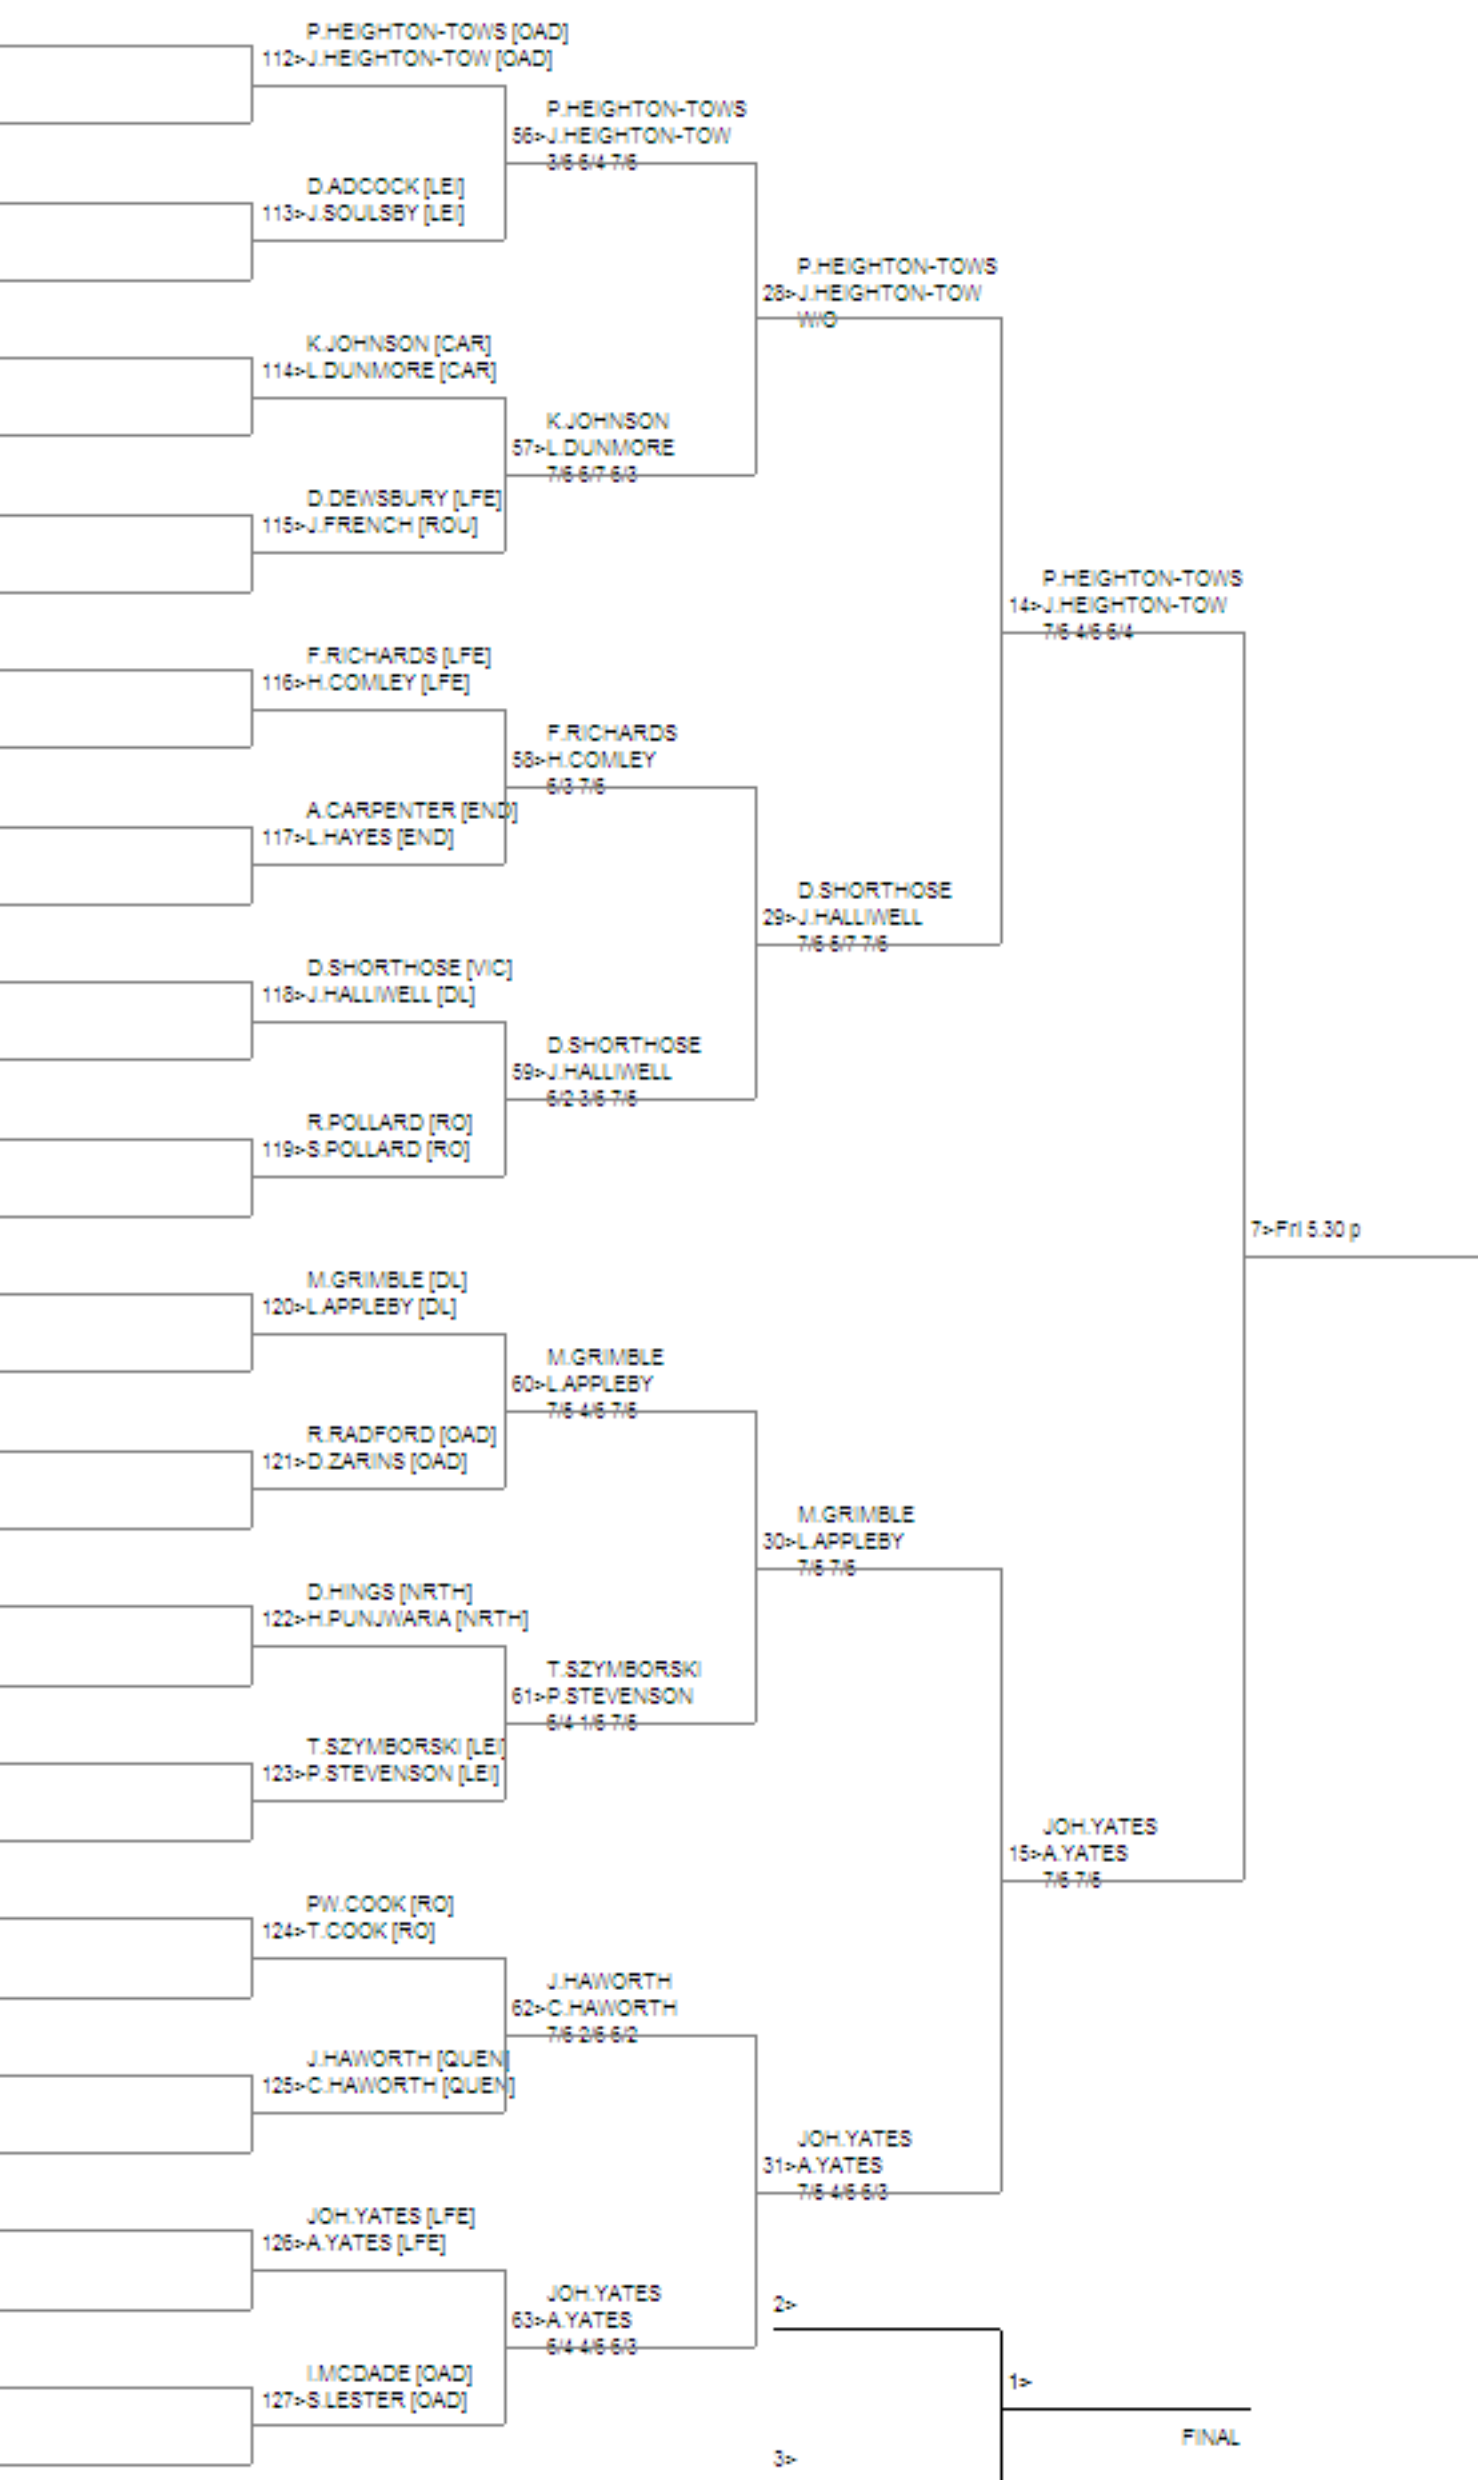 P.HEIGHTON-TOWS [OAD]
112>J.HEIGHTON-TOW [OAD]
P.HEIGHTON-TOWS
56>J.HEIGHTON-TOW
3/6 6/4 7/6
D.ADCOCK [LEI]
113>J.SOULSBY [LEI]
P.HEIGHTON-TOWS
28>J.HEIGHTON-TOW
W/O
K.JOHNSON [CAR]
114>L.DUNMORE [CAR]
K.JOHNSON
57>L.DUNMORE
7/6 6/7 6/3
D.DEWSBURY [LFE]
115>J.FRENCH [ROU]
P.HEIGHTON-TOWS
14>J.HEIGHTON-TOW
7/6 4/6 6/4
F.RICHARDS [LFE]
116>H.COMLEY [LFE]
F.RICHARDS
58>H.COMLEY
6/3 7/6
A.CARPENTER [END]
117>L.HAYES [END]
D.SHORTHOSE
29>J.HALLIWELL
7/6 6/7 7/6
D.SHORTHOSE [VIC]
118>J.HALLIWELL [DL]
D.SHORTHOSE
59>J.HALLIWELL
6/2 3/6 7/6
R.POLLARD [RO]
119>S.POLLARD [RO]
7>Fri 5.30 p
M.GRIMBLE [DL]
120>L.APPLEBY [DL]
M.GRIMBLE
60>L.APPLEBY
7/6 4/6 7/6
R.RADFORD [OAD]
121>D.ZARINS [OAD]
M.GRIMBLE
30>L.APPLEBY
7/6 7/6
D.HINGS [NRTH]
122>H.PUNJWARIA [NRTH]
T.SZYMBORSKI
61>P.STEVENSON
6/4 1/6 7/6
T.SZYMBORSKI [LEI]
123>P.STEVENSON [LEI]
JOH.YATES
15>A.YATES
7/6 7/6
PW.COOK [RO]
124>T.COOK [RO]
J.HAWORTH
62>C.HAWORTH
7/6 2/6 6/2
J.HAWORTH [QUEN]
125>C.HAWORTH [QUEN]
JOH.YATES
31>A.YATES
7/6 4/6 6/3
JOH.YATES [LFE]
126>A.YATES [LFE]
JOH.YATES
63>A.YATES
6/4 4/6 6/3
2>
I.MCDADE [OAD]
127>S.LESTER [OAD]
1>
FINAL
3>